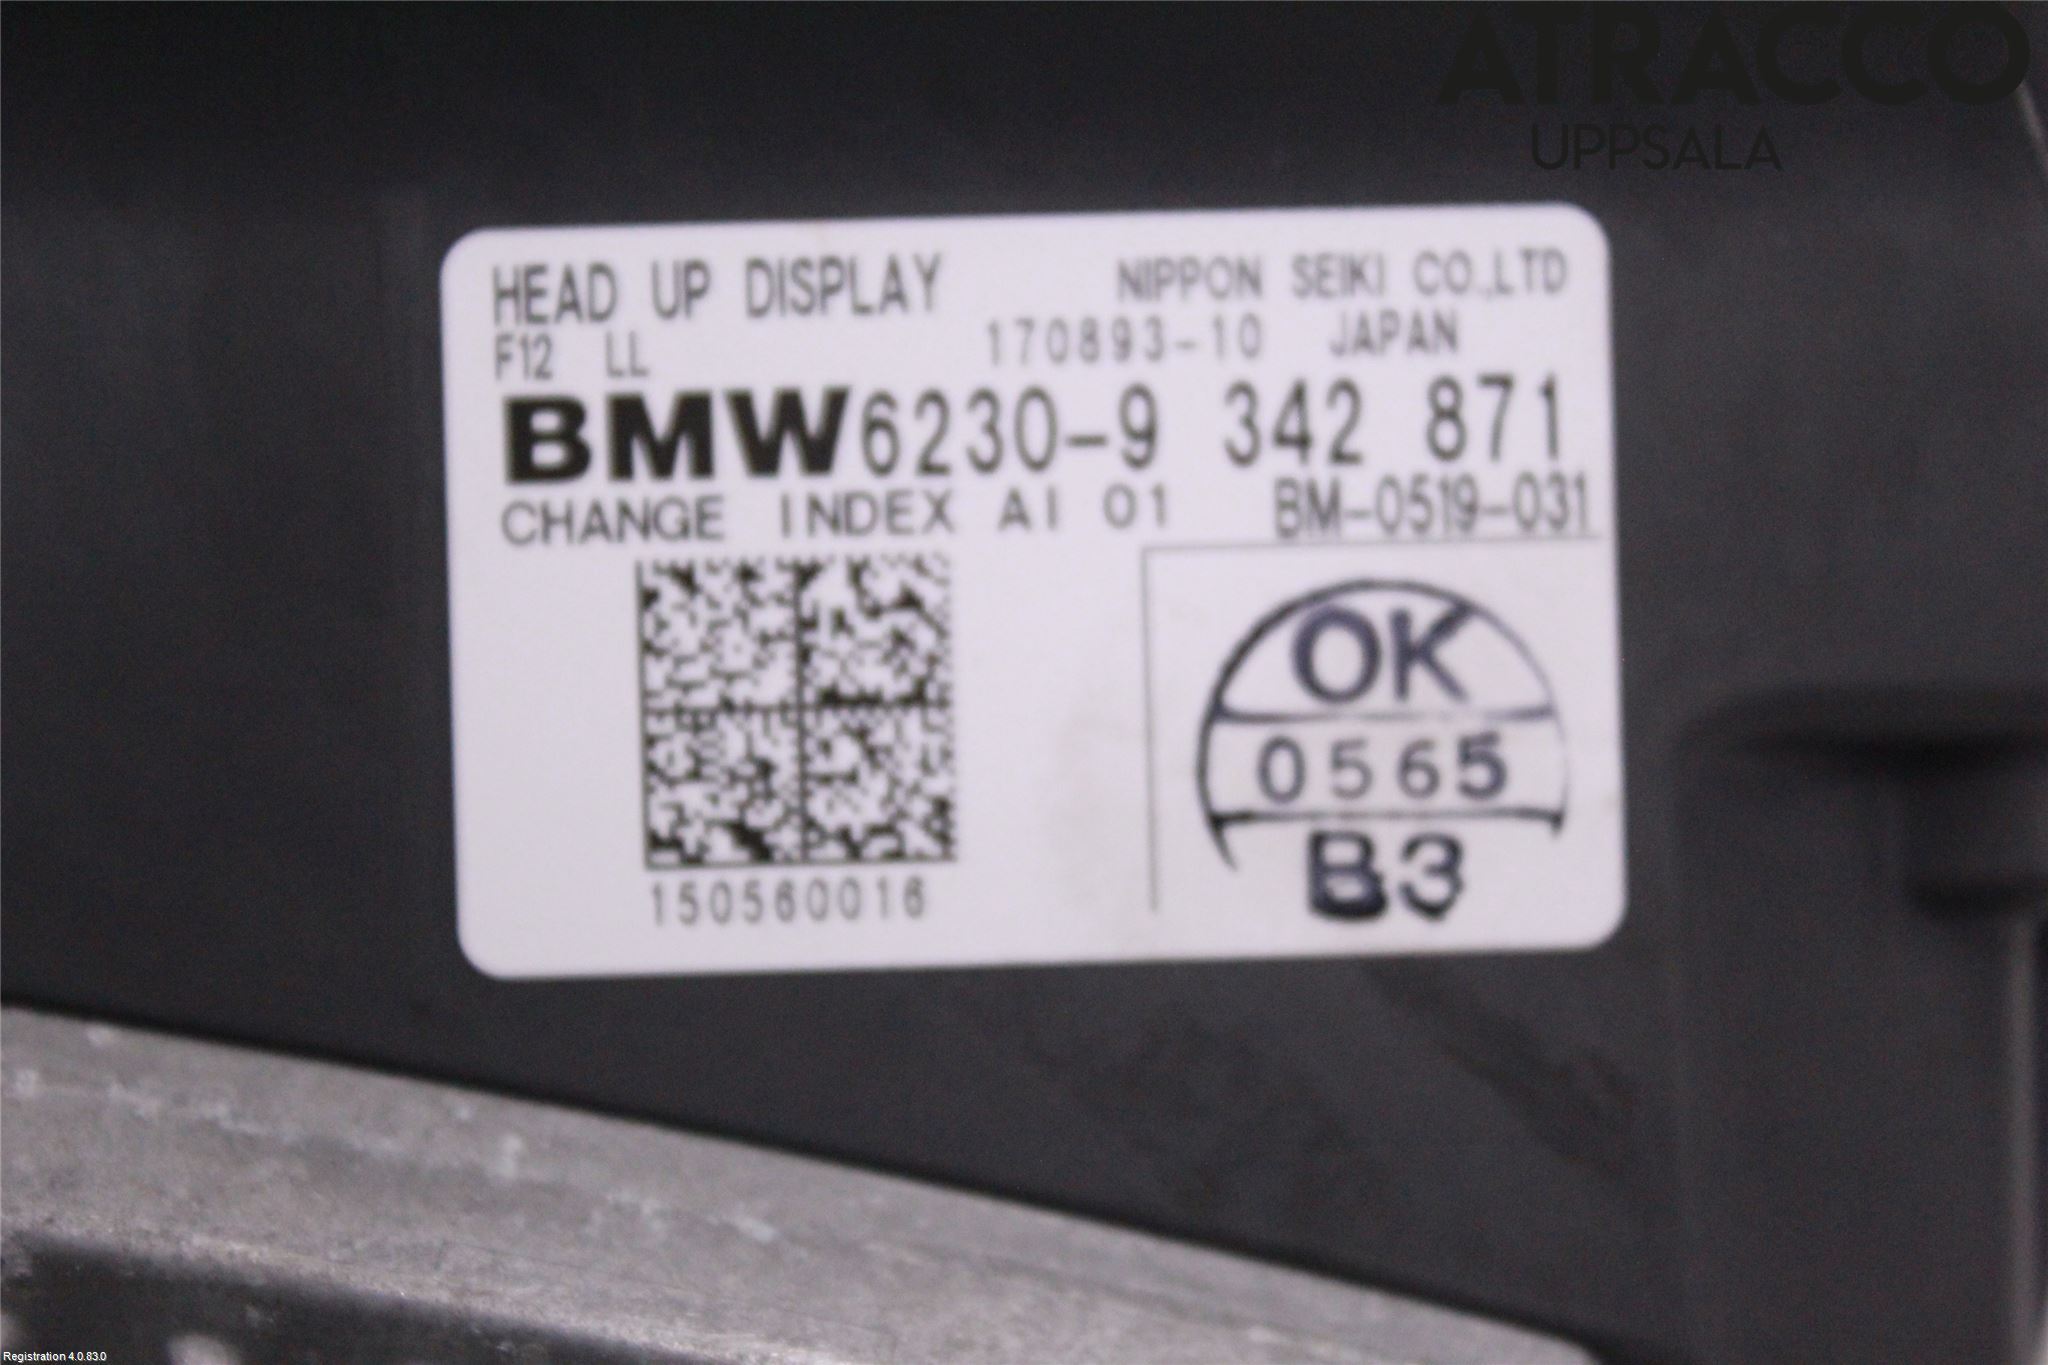 ATRACCO
UPPSALA
HEAD UP DISPLAY NIPPON SEIKI CO.,LTD
F12 LL 170893-10 JAPAN
BMW6230-9 342 871
CHANGE INDEX AI 01 BM-0519-031
OK
0565
B3
150560016
Registration 4.0.83.0